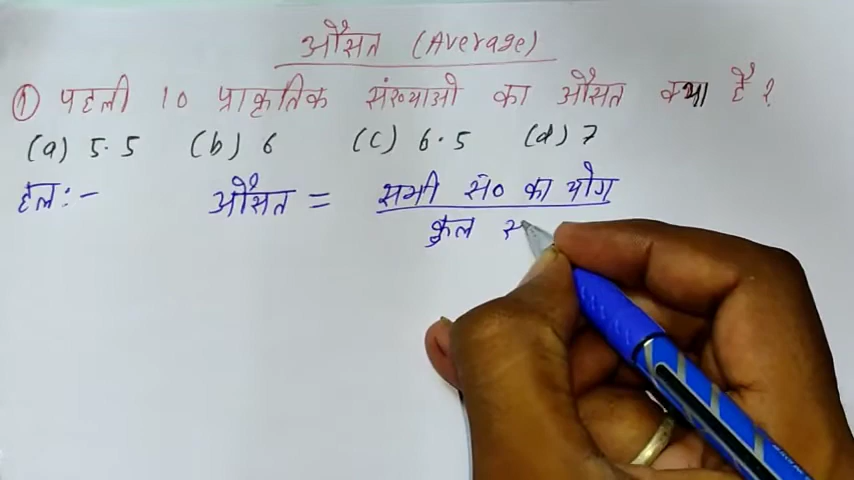 औसत (Average)
① पहली 10 प्राकृतिक संख्याओ का औसत क्या है ?
(a) 5.5 (b) 6 (c) 6.5 (d) 7
हल :- औसत = सभी सं० का योग
कुल स